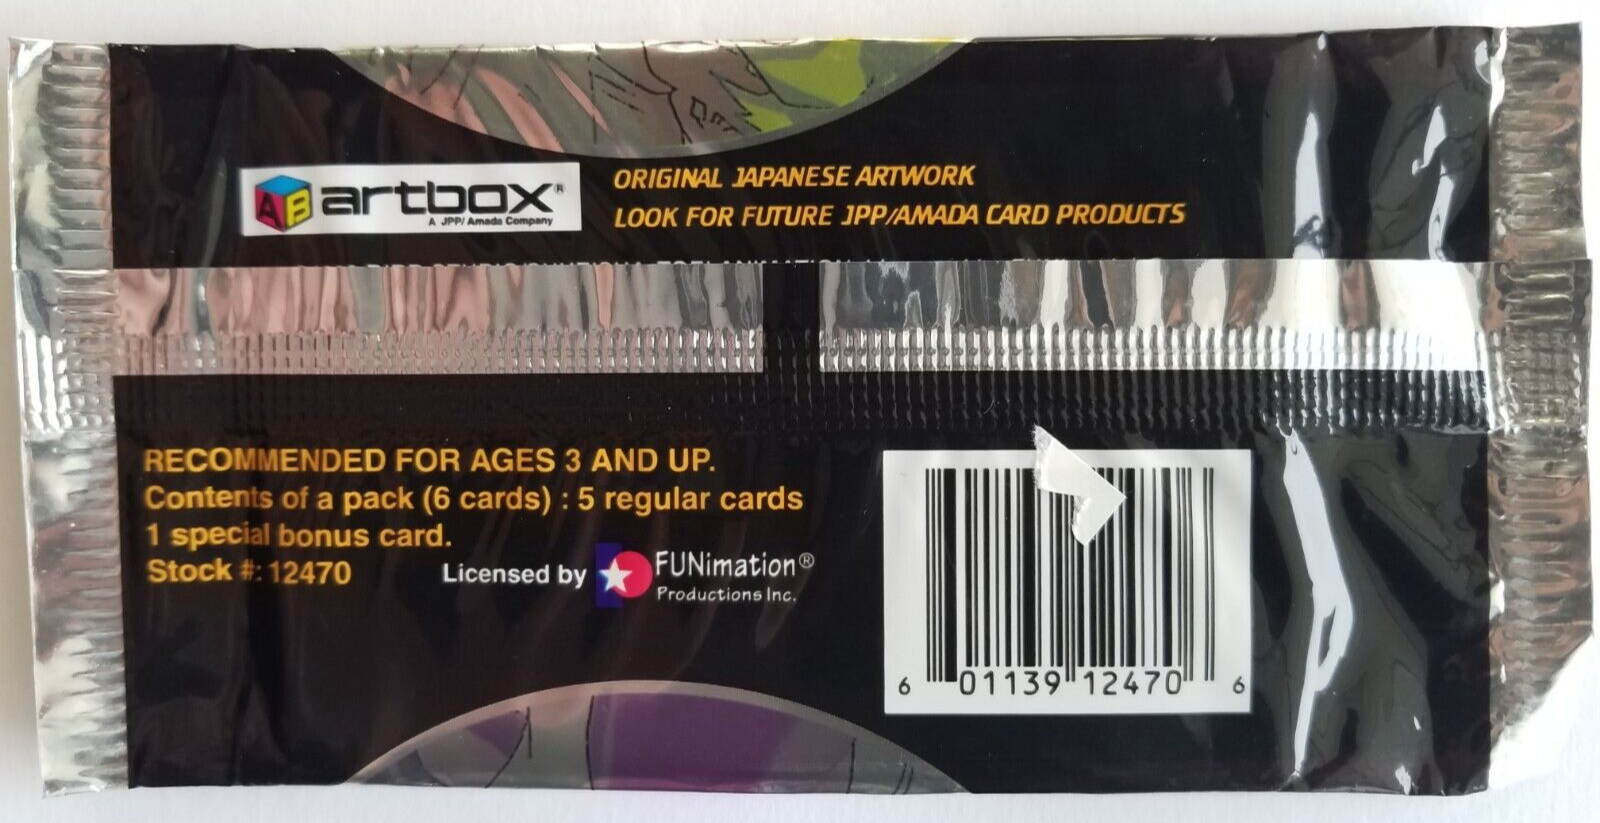 AB artbox®
A JPP/Amada Company
ORIGINAL JAPANESE ARTWORK
LOOK FOR FUTURE JPP/AMADA CARD PRODUCTS
RECOMMENDED FOR AGES 3 AND UP.
Contents of a pack (6 cards) : 5 regular cards
1 special bonus card.
Stock #: 12470
Licensed by FUNimation®
Productions Inc.
6 01139 12470 6